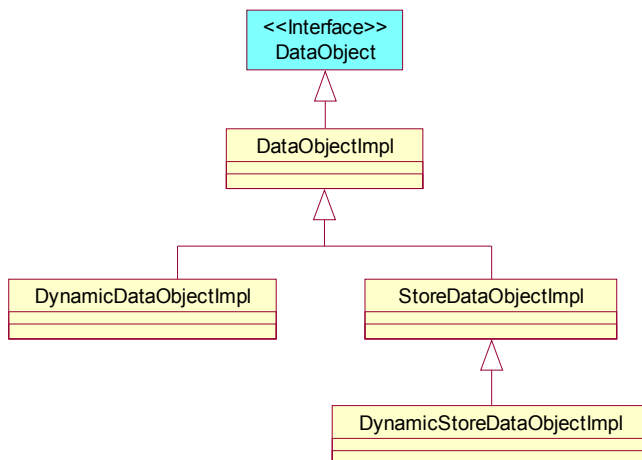 <<Interface>>
DataObject
DataObjectImpl
DynamicDataObjectImpl
StoreDataObjectImpl
DynamicStoreDataObjectImpl